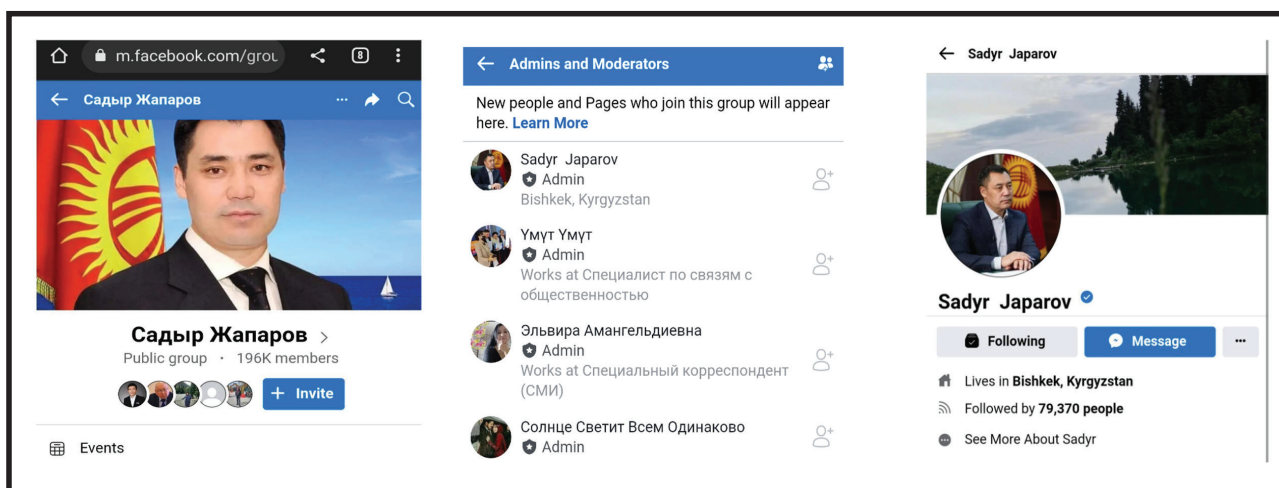 m.facebook.com/grou
8
Садыр Жапаров
Садыр Жапаров
Public group · 196K members
+ Invite
Events
Admins and Moderators
New people and Pages who join this group will appear
here. Learn More
Sadyr Japarov
Admin
Bishkek, Kyrgyzstan
Үмүт Үмүт
Admin
Works at Специалист по связям с
общественностью
Эльвира Амангельдиевна
Admin
Works at Специальный корреспондент
(СМИ)
Солнце Светит Всем Одинаково
Admin
Sadyr Japarov
Sadyr Japarov
Following
Message
Lives in Bishkek, Kyrgyzstan
Followed by 79,370 people
See More About Sadyr